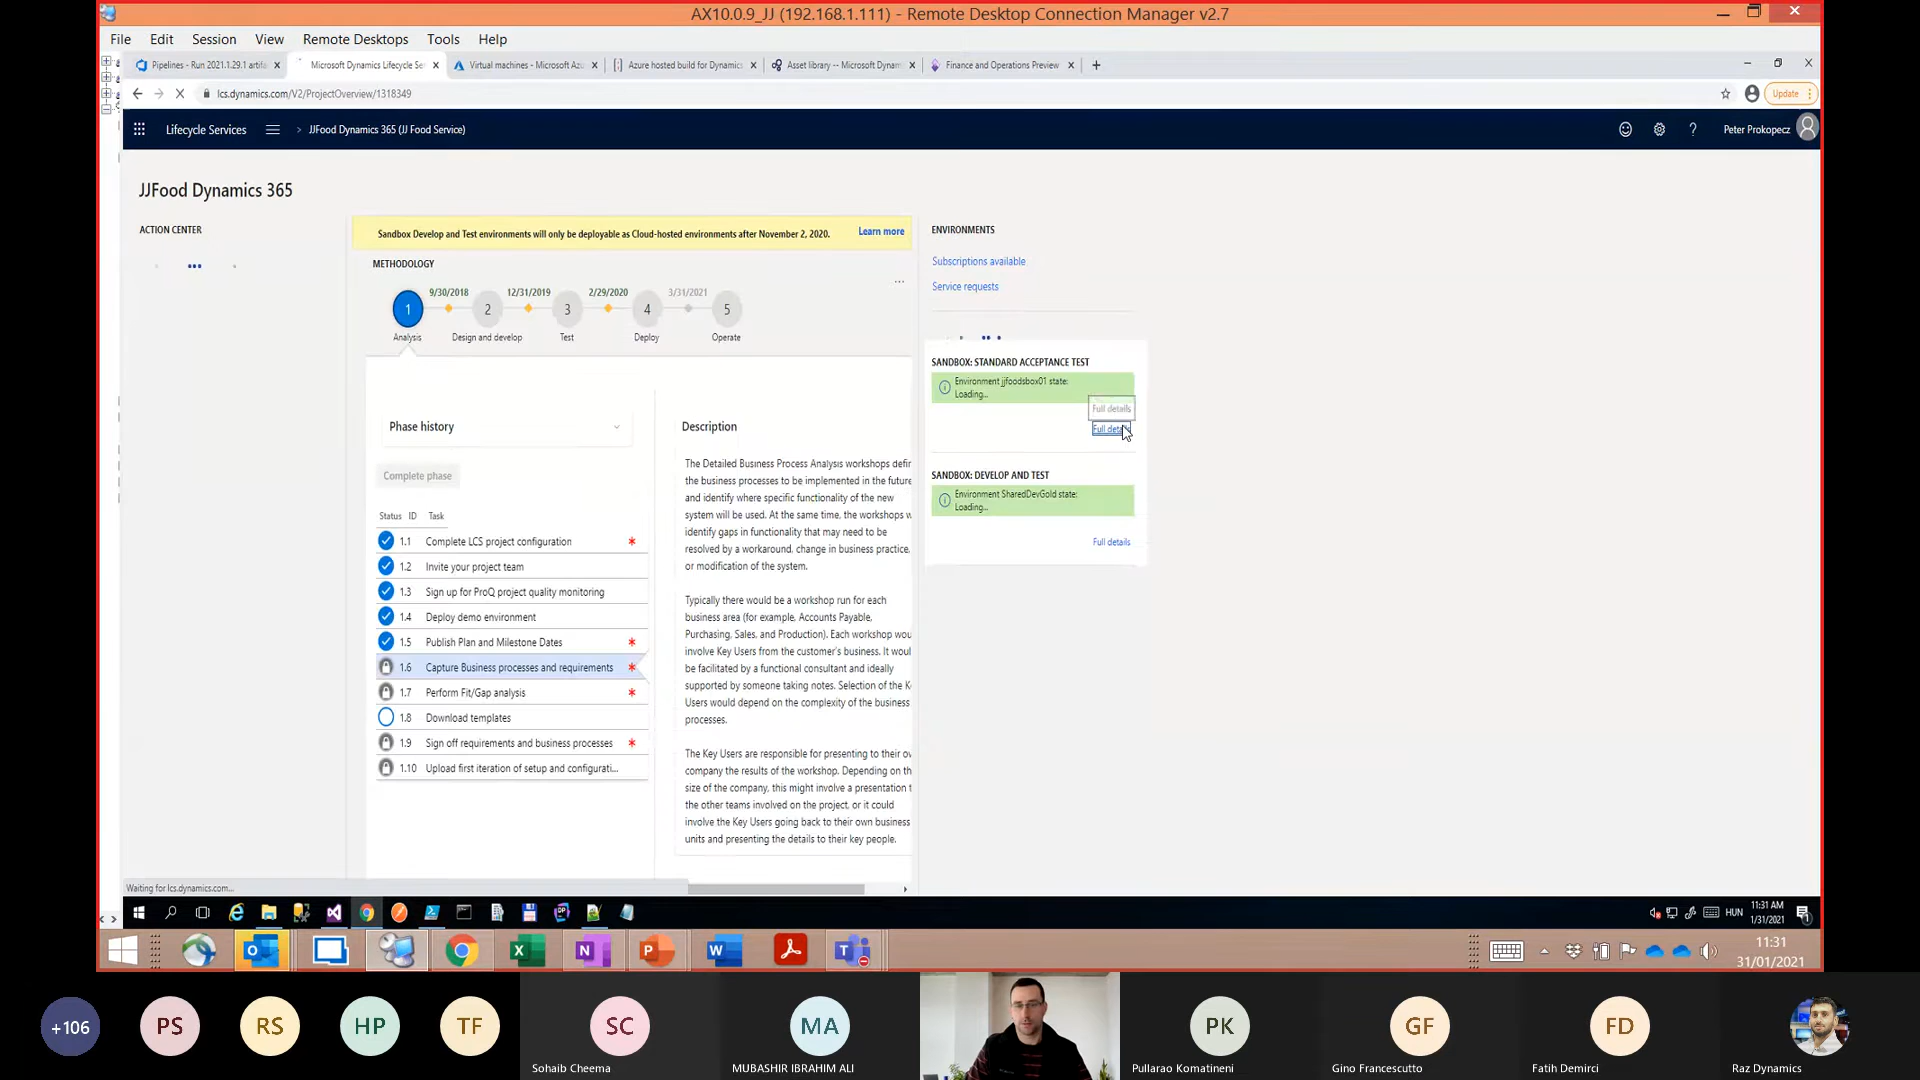 AX10.0.9_JJ (192.168.1.111) - Remote Desktop Connection Manager v2.7
File Edit Session View Remote Desktops Tools Help
Pipelines - Run 2021.1.29.1 artifa
Microsoft Dynamics Lifecycle Se
Virtual machines - Microsoft Azu
Azure hosted build for Dynamics
Asset library -- Microsoft Dynam
Finance and Operations Preview
lcs.dynamics.com/V2/ProjectOverview/1318349
Update
Lifecycle Services
> JJFood Dynamics 365 (JJ Food Service)
? Peter Prokopecz
JJFood Dynamics 365
ACTION CENTER
Sandbox Develop and Test environments will only be deployable as Cloud-hosted environments after November 2, 2020. Learn more
METHODOLOGY
9/30/2018 12/31/2019 2/29/2020 3/31/2021
1 2 3 4 5
Analysis Design and develop Test Deploy Operate
Phase history
Complete phase
Status ID Task
1.1 Complete LCS project configuration *
1.2 Invite your project team
1.3 Sign up for ProQ project quality monitoring
1.4 Deploy demo environment
1.5 Publish Plan and Milestone Dates *
1.6 Capture Business processes and requirements *
1.7 Perform Fit/Gap analysis *
1.8 Download templates
1.9 Sign off requirements and business processes *
1.10 Upload first iteration of setup and configurati...
Description
The Detailed Business Process Analysis workshops defin
the business processes to be implemented in the future
and identify where specific functionality of the new
system will be used. At the same time, the workshops w
identify gaps in functionality that may need to be
resolved by a workaround, change in business practice,
or modification of the system.
Typically there would be a workshop run for each
business area (for example, Accounts Payable,
Purchasing, Sales, and Production). Each workshop wou
involve Key Users from the customer's business. It woul
be facilitated by a functional consultant and ideally
supported by someone taking notes. Selection of the K
Users would depend on the complexity of the business
processes.
The Key Users are responsible for presenting to their ow
company the results of the workshop. Depending on th
size of the company, this might involve a presentation t
the other teams involved on the project, or it could
involve the Key Users going back to their own business
units and presenting the details to their key people.
ENVIRONMENTS
Subscriptions available
Service requests
SANDBOX: STANDARD ACCEPTANCE TEST
Environment jjfoodsbox01 state:
Loading...
Full details
Full details
SANDBOX: DEVELOP AND TEST
Environment SharedDevGold state:
Loading...
Full details
Waiting for lcs.dynamics.com...
HUN
11:31 AM
1/31/2021
11:31
31/01/2021
+106 PS RS HP TF SC MA PK GF FD
Sohaib Cheema
MUBASHIR IBRAHIM ALI
Pullarao Komatineni
Gino Francescutto
Fatih Demirci
Raz Dynamics